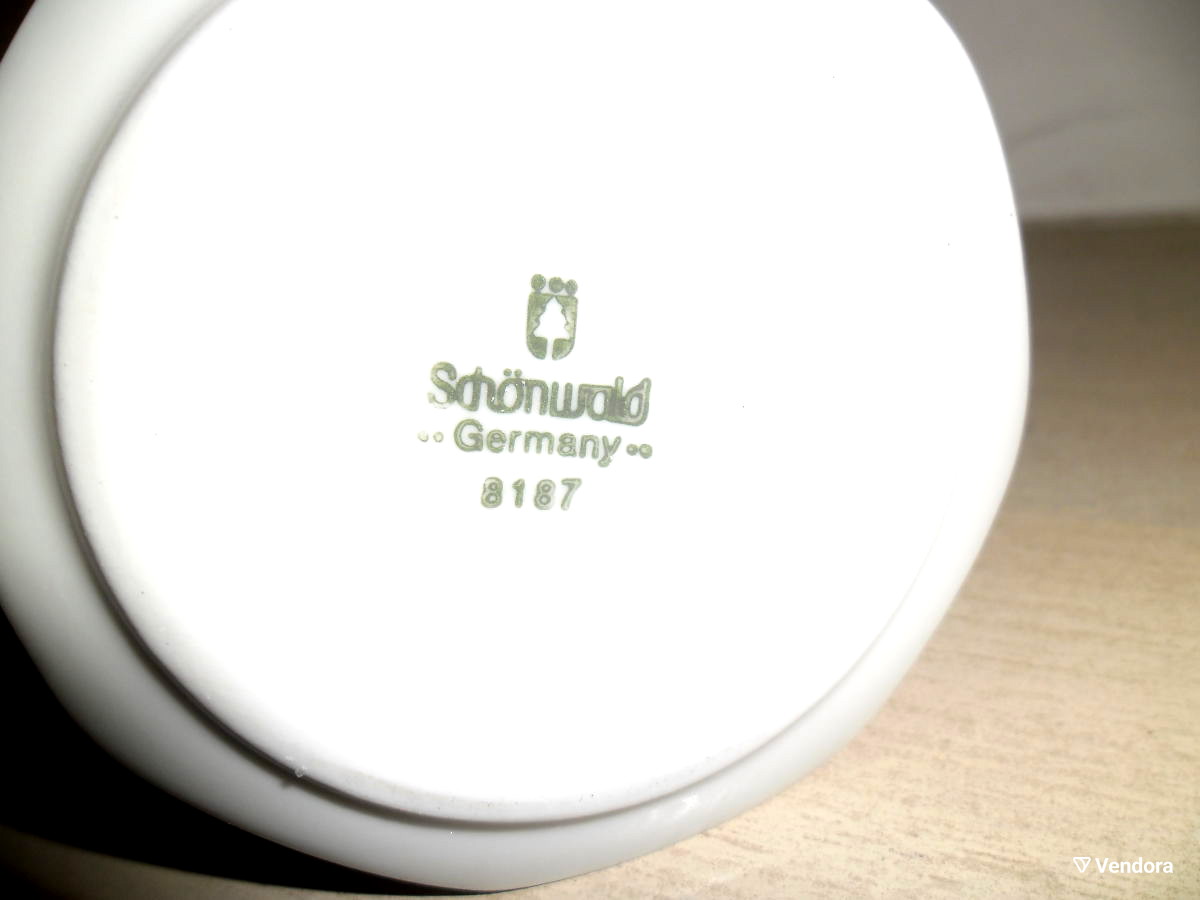 Schönwald
·· Germany ··
8187
Vendora